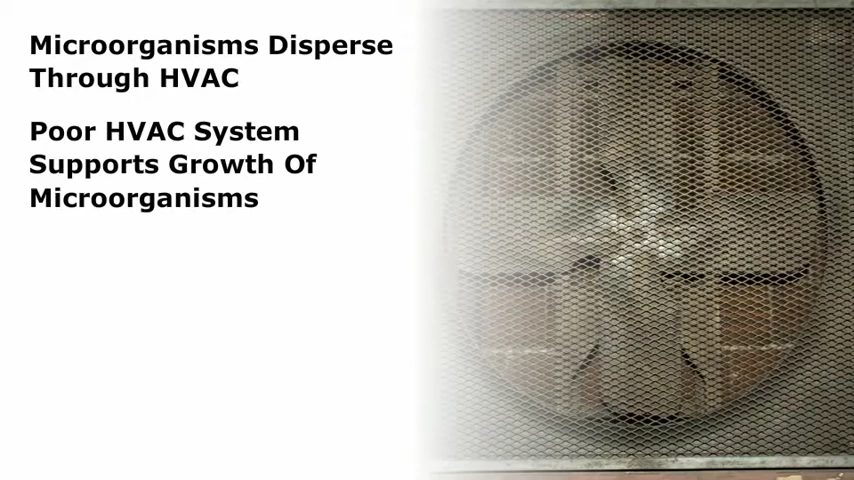 Microorganisms Disperse
Through HVAC
Poor HVAC System
Supports Growth Of
Microorganisms